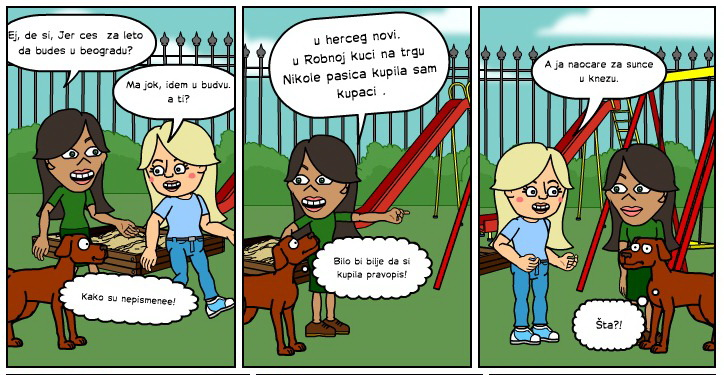 Ej, de si, Jer ces za leto
da budes u beogradu?
Ma jok, idem u budvu.
a ti?
Kako su nepismenee!
u herceg novi.
u Robnoj kuci na trgu
Nikole pasica kupila sam
kupaci .
Bilo bi bilje da si
kupila pravopis!
A ja naocare za sunce
u knezu.
Šta?!